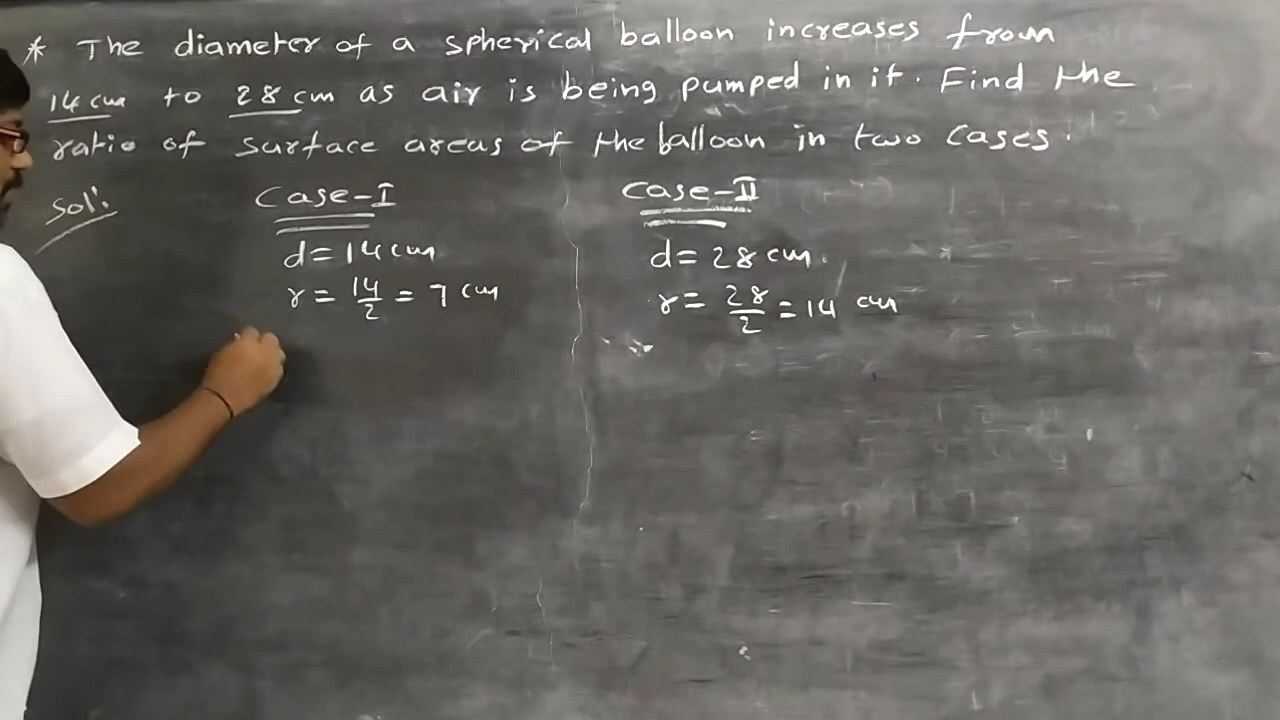 * The diameter of a spherical balloon increases from
14 cm to 28 cm as air is being pumped in it. Find the
ratio of surface areas of the balloon in two cases.
Sol:
Case-I
d = 14 cm
r = 14/2 = 7 cm
Case-II
d = 28 cm.
r = 28/2 = 14 cm